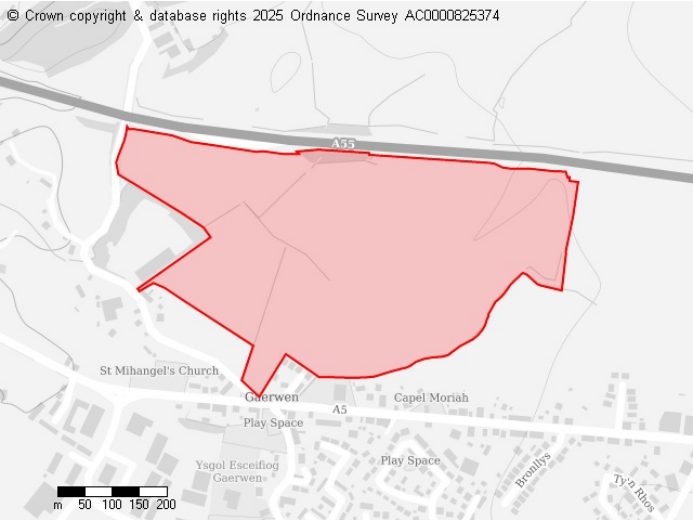 © Crown copyright & database rights 2025 Ordnance Survey AC0000825374
A55
St Mihangel's Church
Gaerwen
Capel Moriah
A5
Play Space
Play Space
Ysgol Esceifiog
Gaerwen
Bronllys
Ty'n Rhos
m 50 100 150 200